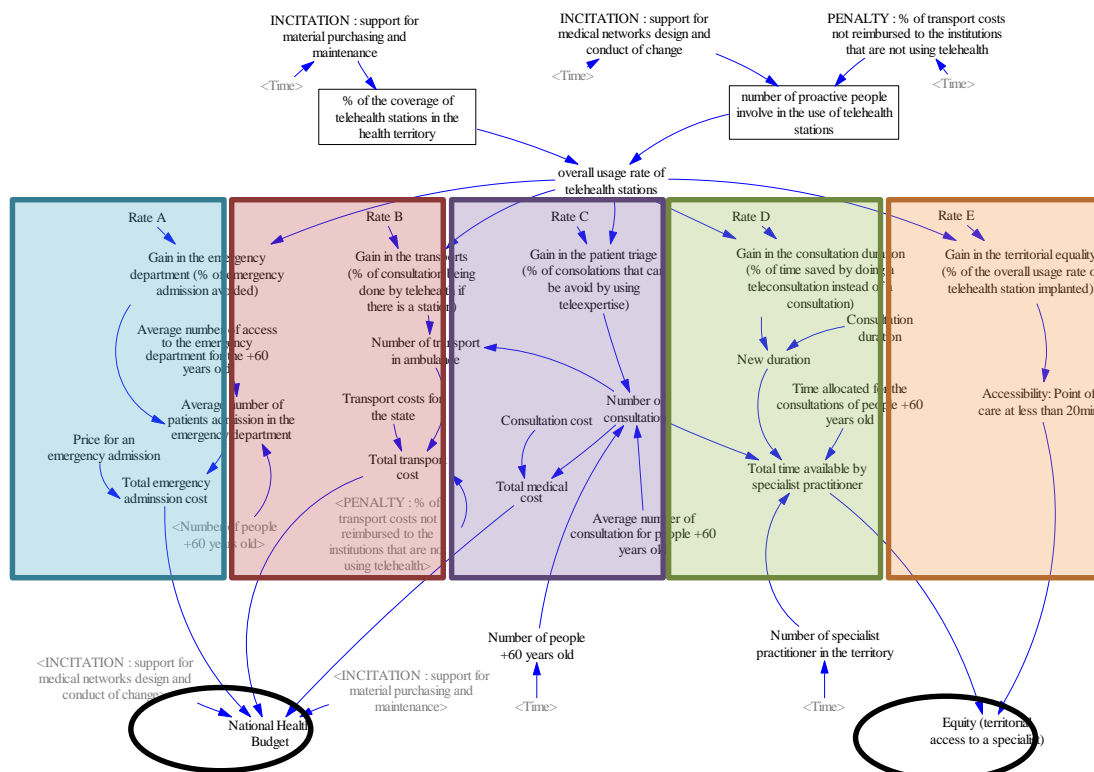 INCITATION : support for
material purchasing and
maintenance
INCITATION : support for
medical networks design and
conduct of change
PENALTY : % of transport costs
not reimbursed to the institutions
that are not using telehealth
<Time>
<Time>
<Time>
% of the coverage of
telehealth stations in the
health territory
number of proactive people
involve in the use of telehealth
stations
overall usage rate of
telehealth stations
Rate A
Rate B
Rate C
Rate D
Rate E
Gain in the emergency
department (% of emergency
admission avoided)
Gain in the transports
(% of consultation being
done by telehealth if
there is a station)
Gain in the patient triage
(% of consolations that can
be avoid by using
teleexpertise)
Gain in the consultation duration
(% of time saved by doing a
teleconsultation instead of a
consultation)
Gain in the territorial equality
(% of the overall usage rate of
telehealth station implanted)
Average number of access
to the emergency
department for the +60
years old
Number of transport
in ambulance
Consultation
duration
New duration
Average number of
patients admission in the
emergency department
Transport costs for
the state
Consultation cost
Number of
consultation
Time allocated for the
consultations of people +60
years old
Accessibility: Point of
care at less than 20min
Price for an
emergency admission
Total transport
cost
Total emergency
admnission cost
Total medical
cost
Total time available by
specialist practitioner
<Number of people
+60 years old>
<PENALTY : % of
transport costs not
reimbursed to the
institutions that are not
using telehealth>
Average number of
consultation for people +60
years old
Number of people
+60 years old
Number of specialist
practitioner in the territory
<INCITATION : support for
medical networks design and
conduct of change>
<INCITATION : support for
material purchasing and
maintenance>
<Time>
<Time>
National Health
Budget
Equity (territorial
access to a specialist)